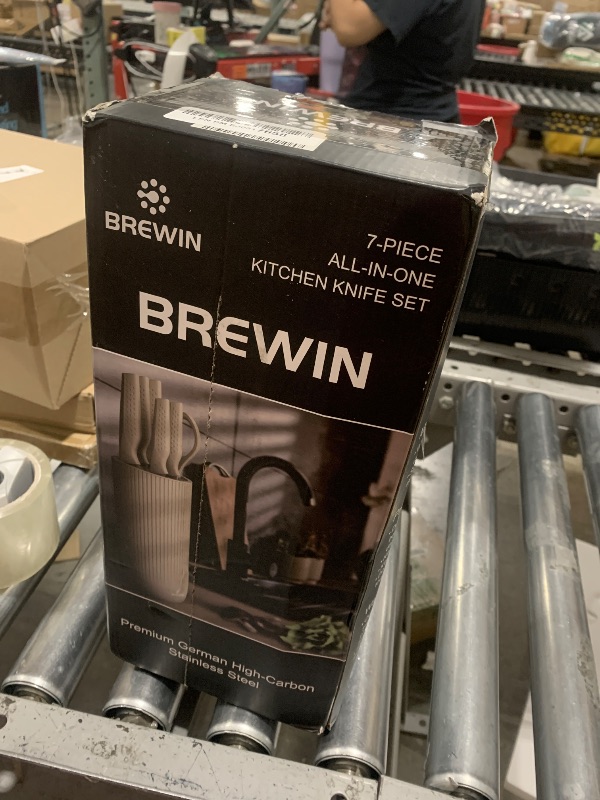 BREWIN
7-PIECE
ALL-IN-ONE
KITCHEN KNIFE SET
BREWIN
Premium German High-Carbon
Stainless Steel